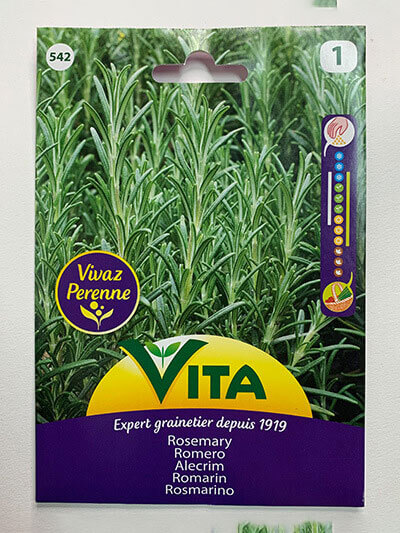 542
1
Vivaz
Perenne
VITA
Expert grainetier depuis 1919
Rosemary
Romero
Alecrim
Romarin
Rosmarino